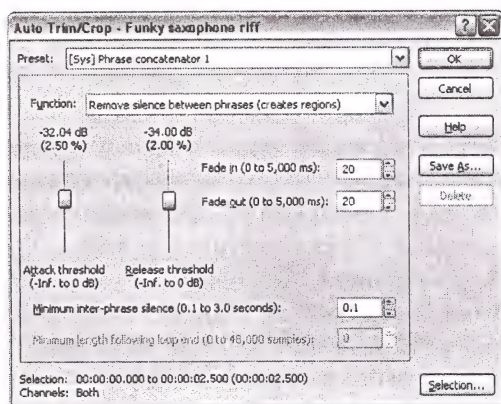 Auto Trim/Crop - Funky saxophone riff
Preset: [Sys] Phrase concatenator 1
OK
Cancel
Help
Save As...
Delete
Function: Remove silence between phrases (creates regions)
-32.04 dB
(2.50 %)
-34.00 dB
(2.00 %)
Fade in (0 to 5,000 ms): 20
Fade out (0 to 5,000 ms): 20
Attack threshold
(-Inf. to 0 dB)
Release threshold
(-Inf. to 0 dB)
Minimum inter-phrase silence (0.1 to 3.0 seconds): 0.1
Minimum length following loop end (0 to 48,000 samples): 0
Selection: 00:00:00.000 to 00:00:02.500 (00:00:02.500)
Channels: Both
Selection...